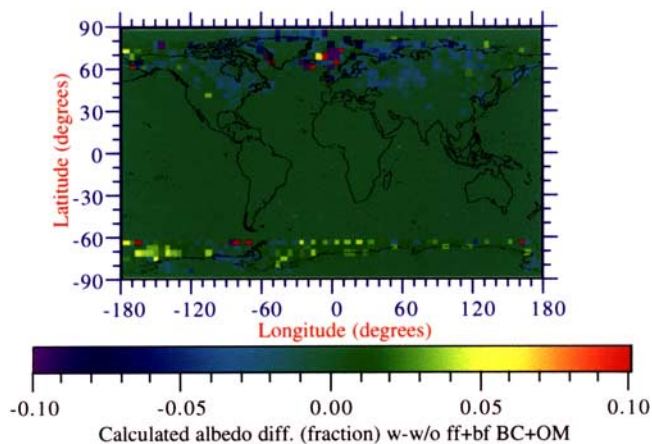 90
60
30
0
-30
-60
-90
Latitude (degrees)
-180 -120 -60 0 60 120 180
Longitude (degrees)
-0.10 -0.05 0.00 0.05 0.10
Calculated albedo diff. (fraction) w-w/o ff+bf BC+OM